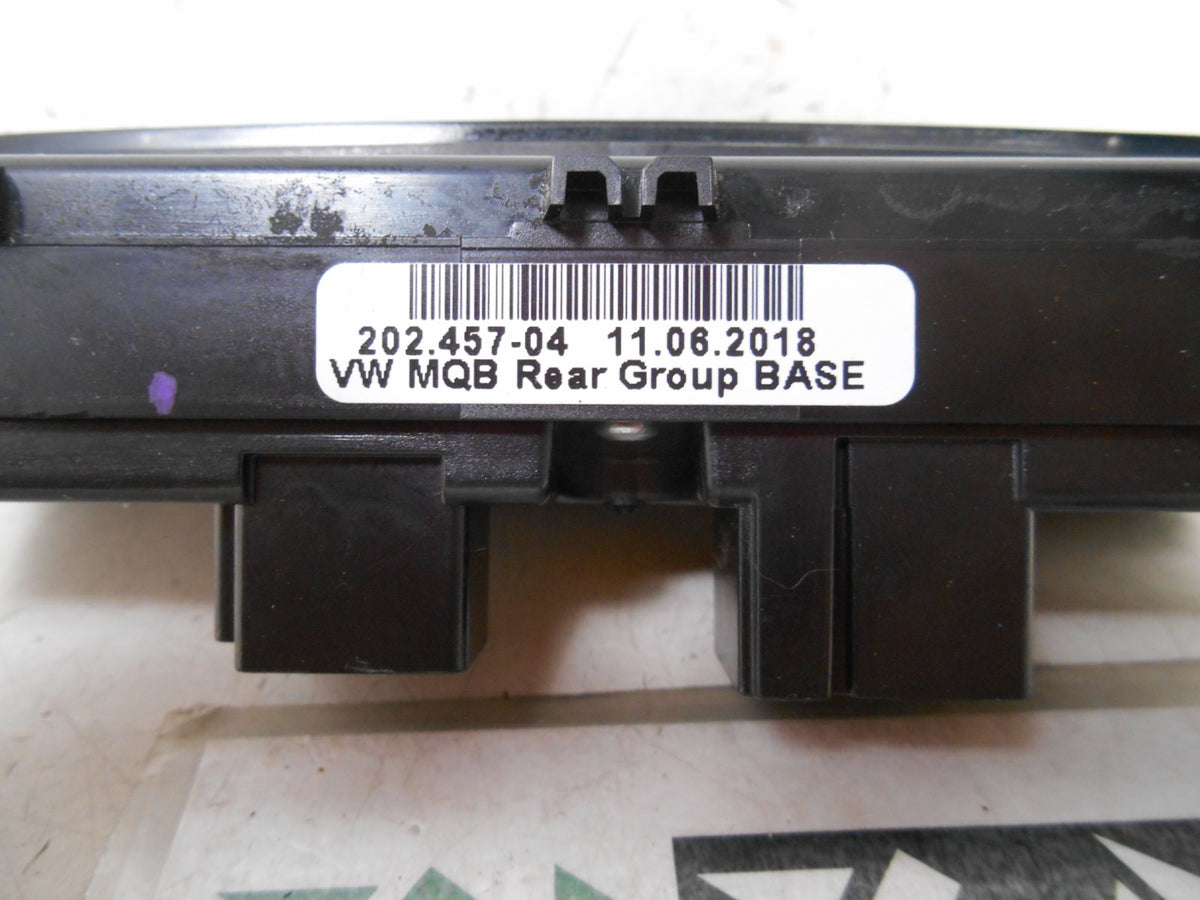 202.457-04 11.06.2018
VW MQB Rear Group BASE